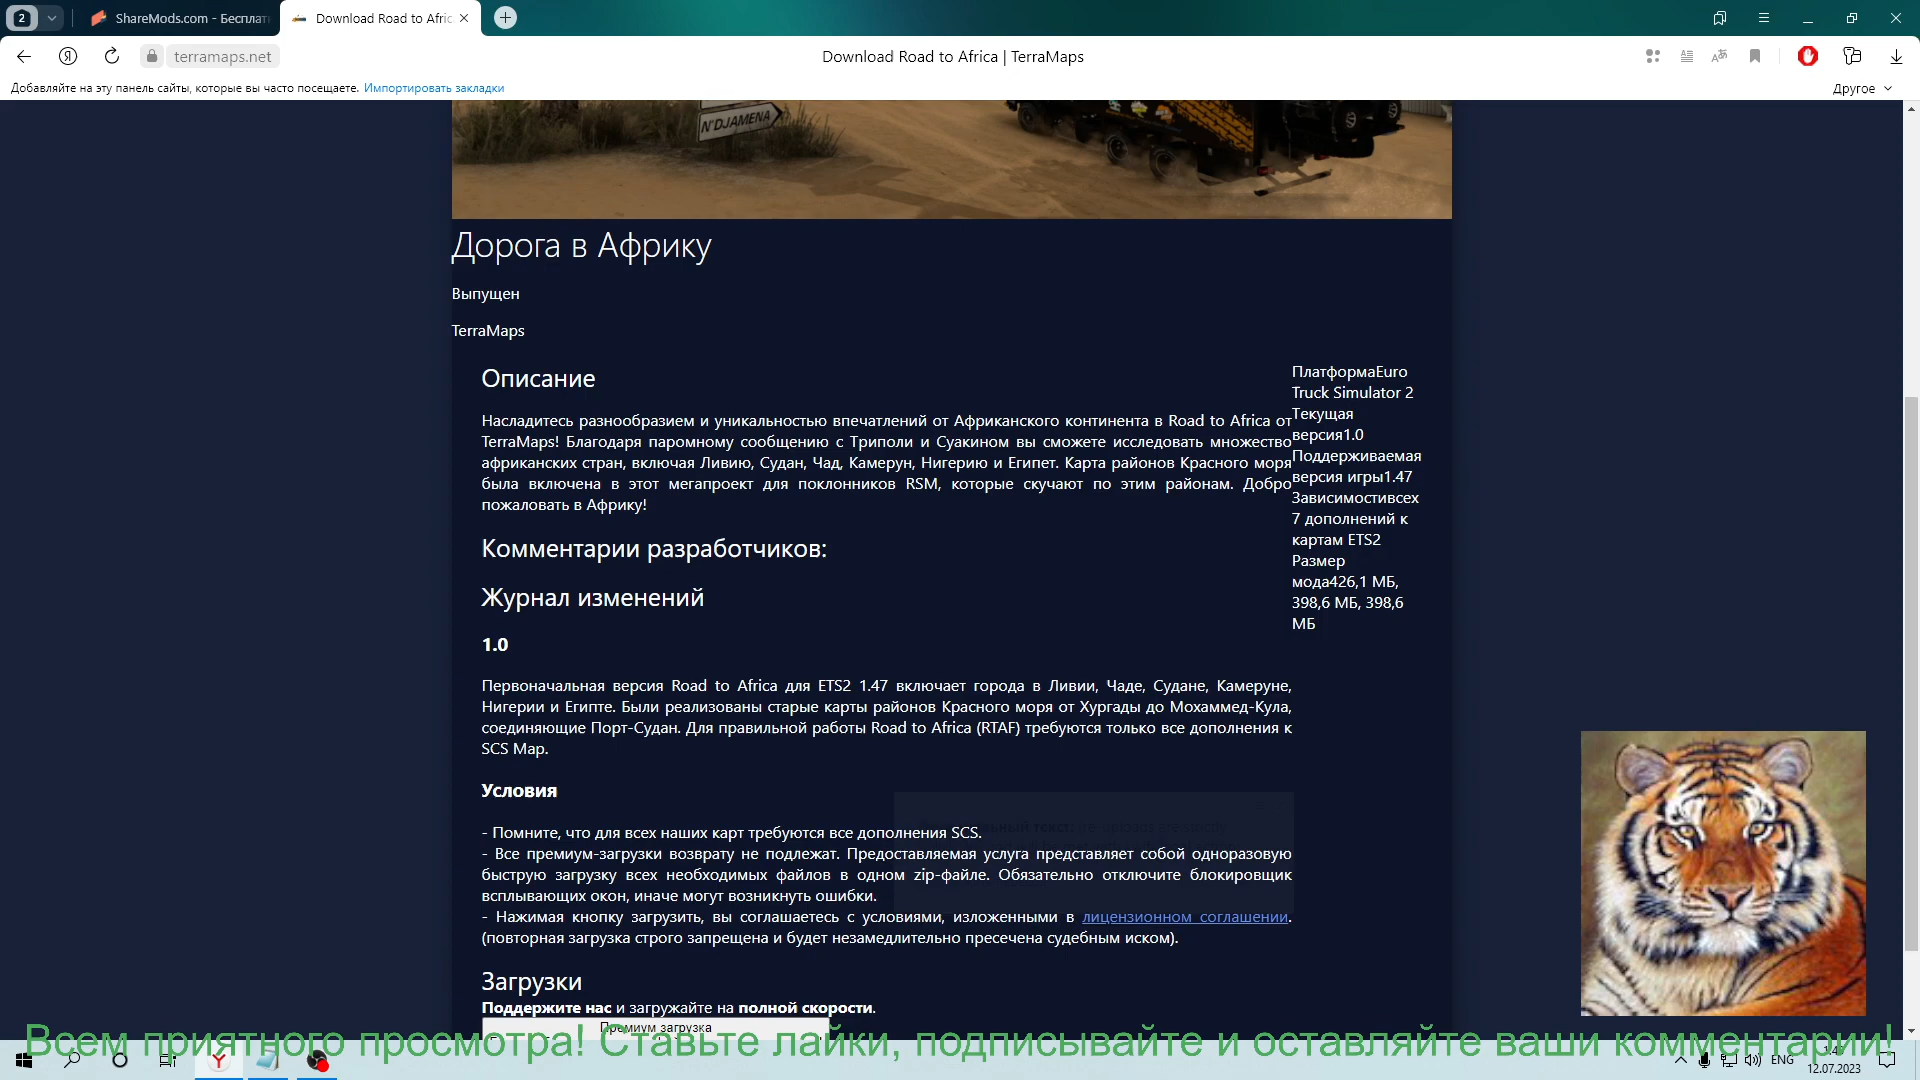 2
ShareMods.com - Бесплат
Download Road to Afric
terramaps.net
Download Road to Africa | TerraMaps
Добавляйте на эту панель сайты, которые вы часто посещаете. Импортировать закладки
Другое
N'DJAMENA
Дорога в Африку
Выпущен
TerraMaps
Описание
Насладитесь разнообразием и уникальностью впечатлений от Африканского континента в Road to Africa от
TerraMaps! Благодаря паромному сообщению с Триполи и Суакином вы сможете исследовать множество
африканских стран, включая Ливию, Судан, Чад, Камерун, Нигерию и Египет. Карта районов Красного моря
была включена в этот мегапроект для поклонников RSM, которые скучают по этим районам. Добро
пожаловать в Африку!
ПлатформаEuro
Truck Simulator 2
Текущая
версия1.0
Поддерживаемая
версия игры1.47
Зависимостивсех
7 дополнений к
картам ETS2
Размер
мода426,1 МБ,
398,6 МБ, 398,6
МБ
Комментарии разработчиков:
Журнал изменений
1.0
Первоначальная версия Road to Africa для ETS2 1.47 включает города в Ливии, Чаде, Судане, Камеруне,
Нигерии и Египте. Были реализованы старые карты районов Красного моря от Хургады до Мохаммед-Кула,
соединяющие Порт-Судан. Для правильной работы Road to Africa (RTAF) требуются только все дополнения к
SCS Map.
Условия
- Помните, что для всех наших карт требуются все дополнения SCS.
- Все премиум-загрузки возврату не подлежат. Предоставляемая услуга представляет собой одноразовую
быструю загрузку всех необходимых файлов в одном zip-файле. Обязательно отключите блокировщик
всплывающих окон, иначе могут возникнуть ошибки.
- Нажимая кнопку загрузить, вы соглашаетесь с условиями, изложенными в лицензионном соглашении.
(повторная загрузка строго запрещена и будет незамедлительно пресечена судебным иском).
Загрузки
Поддержите нас и загружайте на полной скорости.
Премиум загрузка
Всем приятного просмотра! Ставьте лайки, подписывайте и оставляйте ваши комментарии!
ENG
12.07.2023